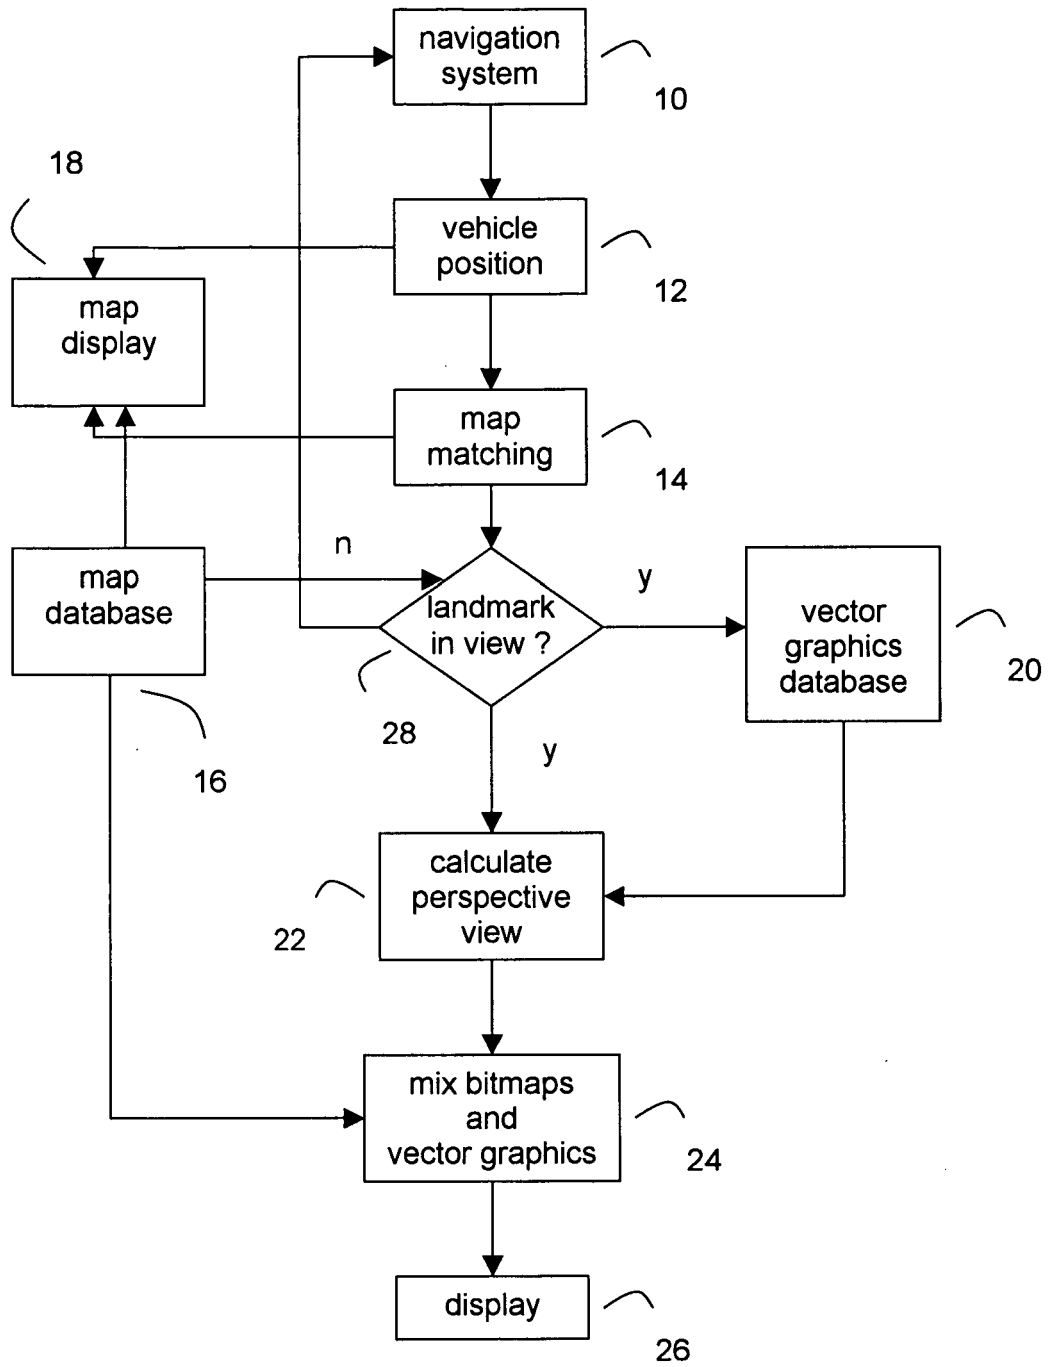 navigation
system
10
18
vehicle
position
12
map
display
map
matching
14
n
map
database
landmark
in view ?
y
vector
graphics
database
20
28
16
y
calculate
perspective
view
22
mix bitmaps
and
vector graphics
24
display
26